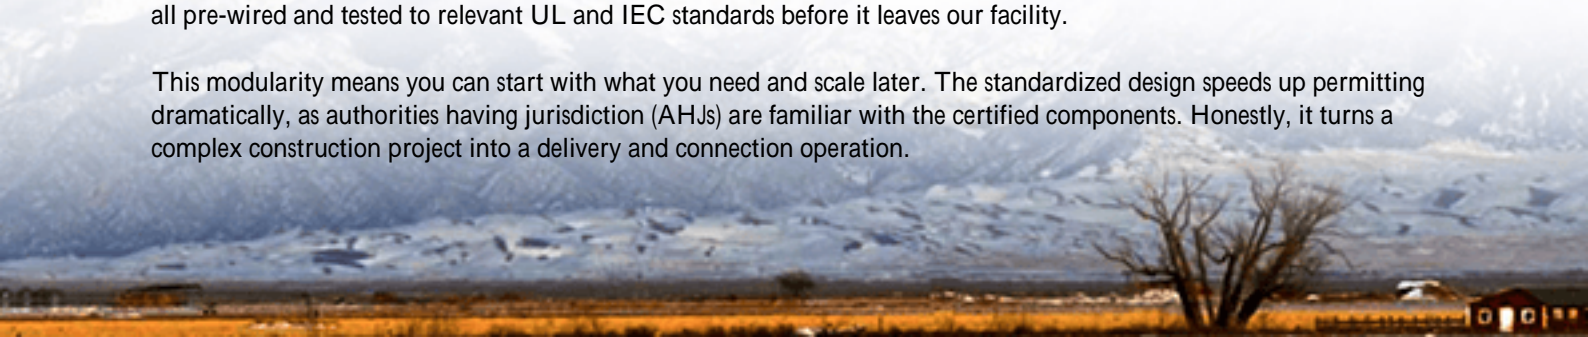 all pre-wired and tested to relevant UL and IEC standards before it leaves our facility.
This modularity means you can start with what you need and scale later. The standardized design speeds up permitting
dramatically, as authorities having jurisdiction (AHJs) are familiar with the certified components. Honestly, it turns a
complex construction project into a delivery and connection operation.